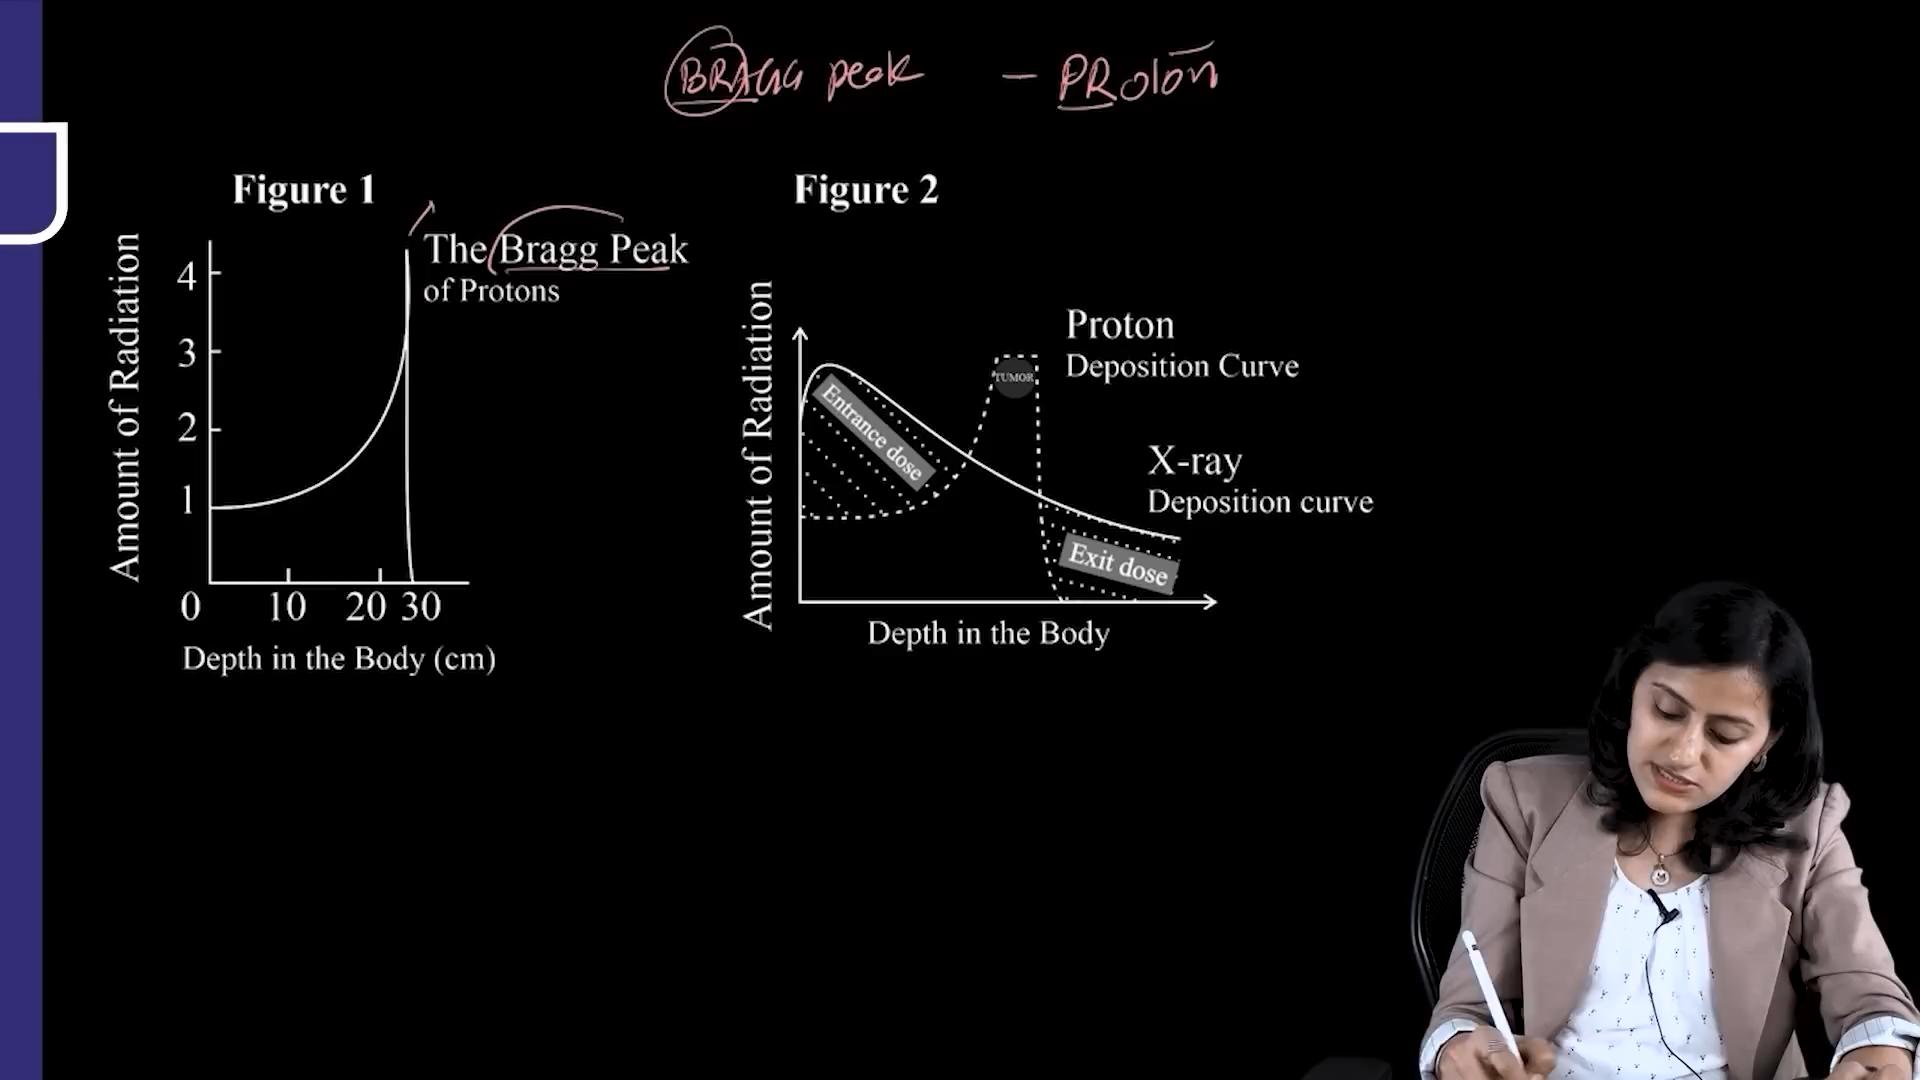 BRAGG peak – PRoton
Figure 1
The Bragg Peak
of Protons
Amount of Radiation
4
3
2
1
0 10 20 30
Depth in the Body (cm)
Figure 2
Amount of Radiation
Proton
Deposition Curve
TUMOR
Entrance dose
X-ray
Deposition curve
Exit dose
Depth in the Body